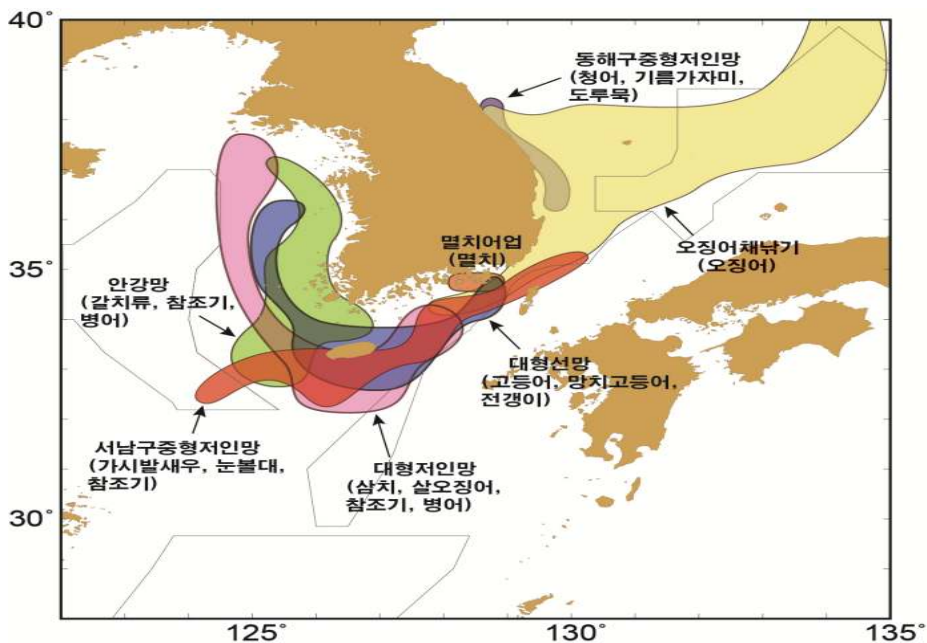 40°
동해구중형저인망
(청어, 기름가자미,
도루묵)
멸치어업
(멸치)
오징어채낚기
(오징어)
35°
안강망
(갈치류, 참조기,
병어)
대형선망
(고등어, 망치고등어,
전갱이)
서남구중형저인망
(가시발새우, 눈볼대,
참조기)
대형저인망
(삼치, 살오징어,
참조기, 병어)
30°
125°
130°
135°